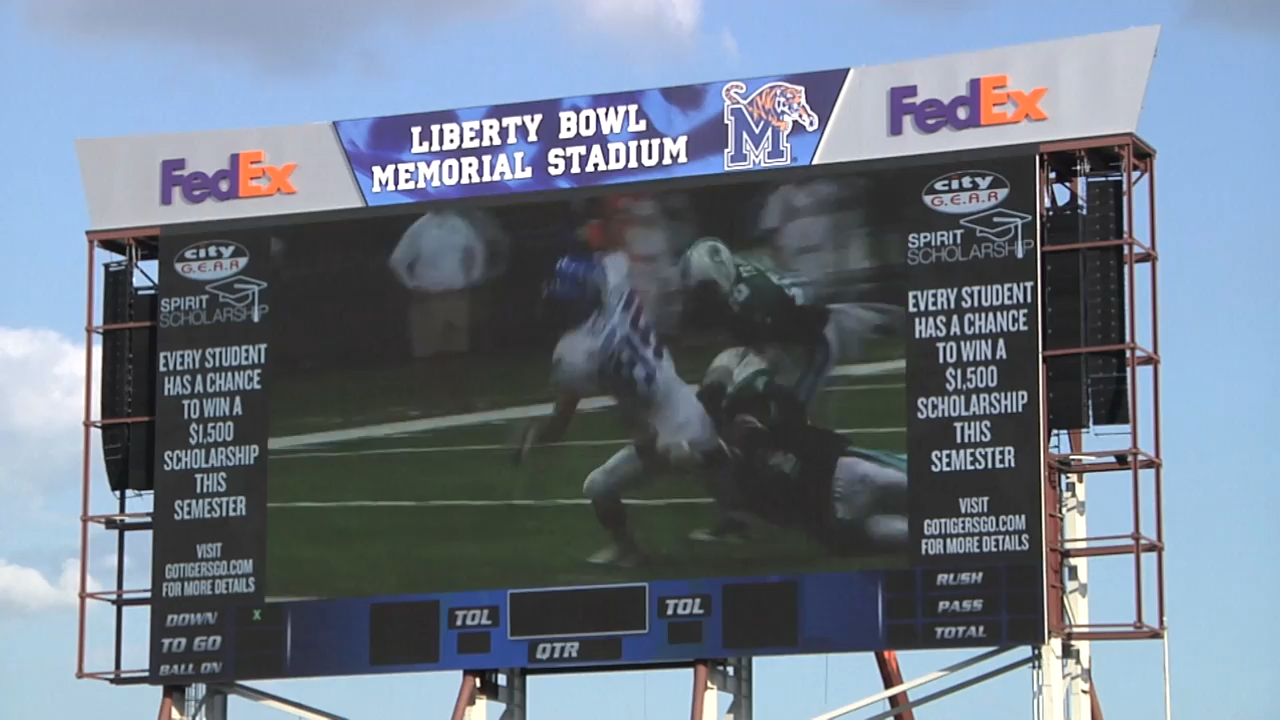 LIBERTY BOWL
MEMORIAL STADIUM
M
FedEx
FedEx
city
G.E.A.R
SPIRIT
SCHOLARSHIP
EVERY STUDENT
HAS A CHANCE
TO WIN A
$1,500
SCHOLARSHIP
THIS
SEMESTER
VISIT
GOTIGERSGO.COM
FOR MORE DETAILS
city
G.E.A.R
SPIRIT
SCHOLARSHIP
EVERY STUDENT
HAS A CHANCE
TO WIN A
$1,500
SCHOLARSHIP
THIS
SEMESTER
VISIT
GOTIGERSGO.COM
FOR MORE DETAILS
DOWN X
TO GO
BALL ON
TOL
TOL
QTR
RUSH
PASS
TOTAL